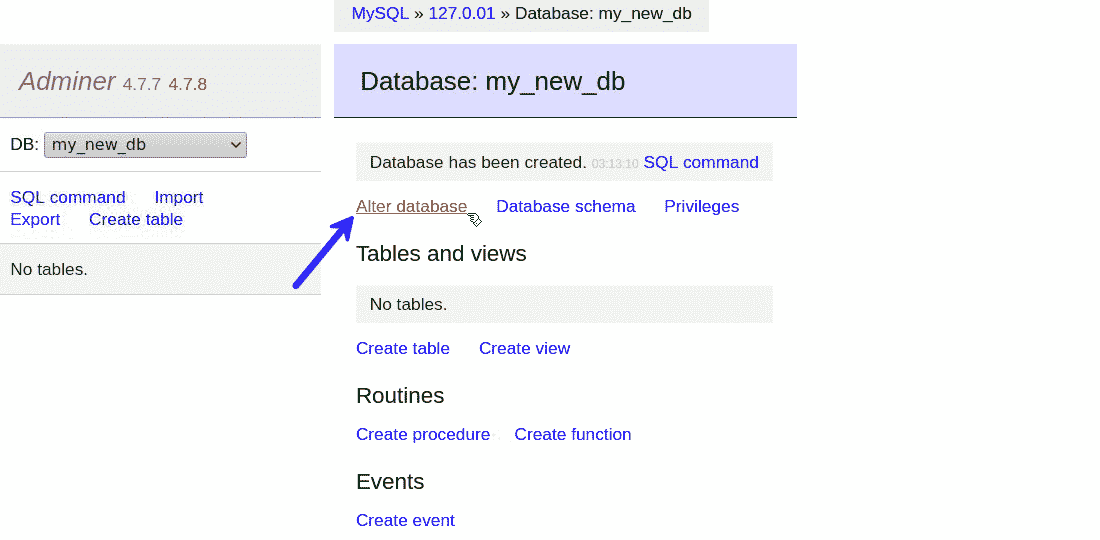 MySQL » 127.0.01 » Database: my_new_db
Adminer 4.7.7 4.7.8
Database: my_new_db
DB: my_new_db
Database has been created. 03:13:10 SQL command
SQL command Import
Export Create table
No tables.
Alter database Database schema Privileges
Tables and views
No tables.
Create table Create view
Routines
Create procedure Create function
Events
Create event